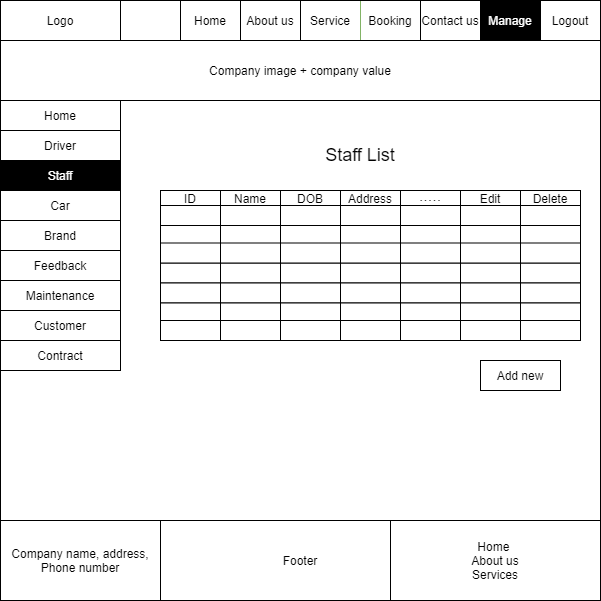 Logo
Home
About us
Service
Booking
Contact us
Manage
Logout
Company image + company value
Home
Driver
Staff
Car
Brand
Feedback
Maintenance
Customer
Contract
Staff List
ID
Name
DOB
Address
.....
Edit
Delete
Add new
Company name, address,
Phone number
Footer
Home
About us
Services